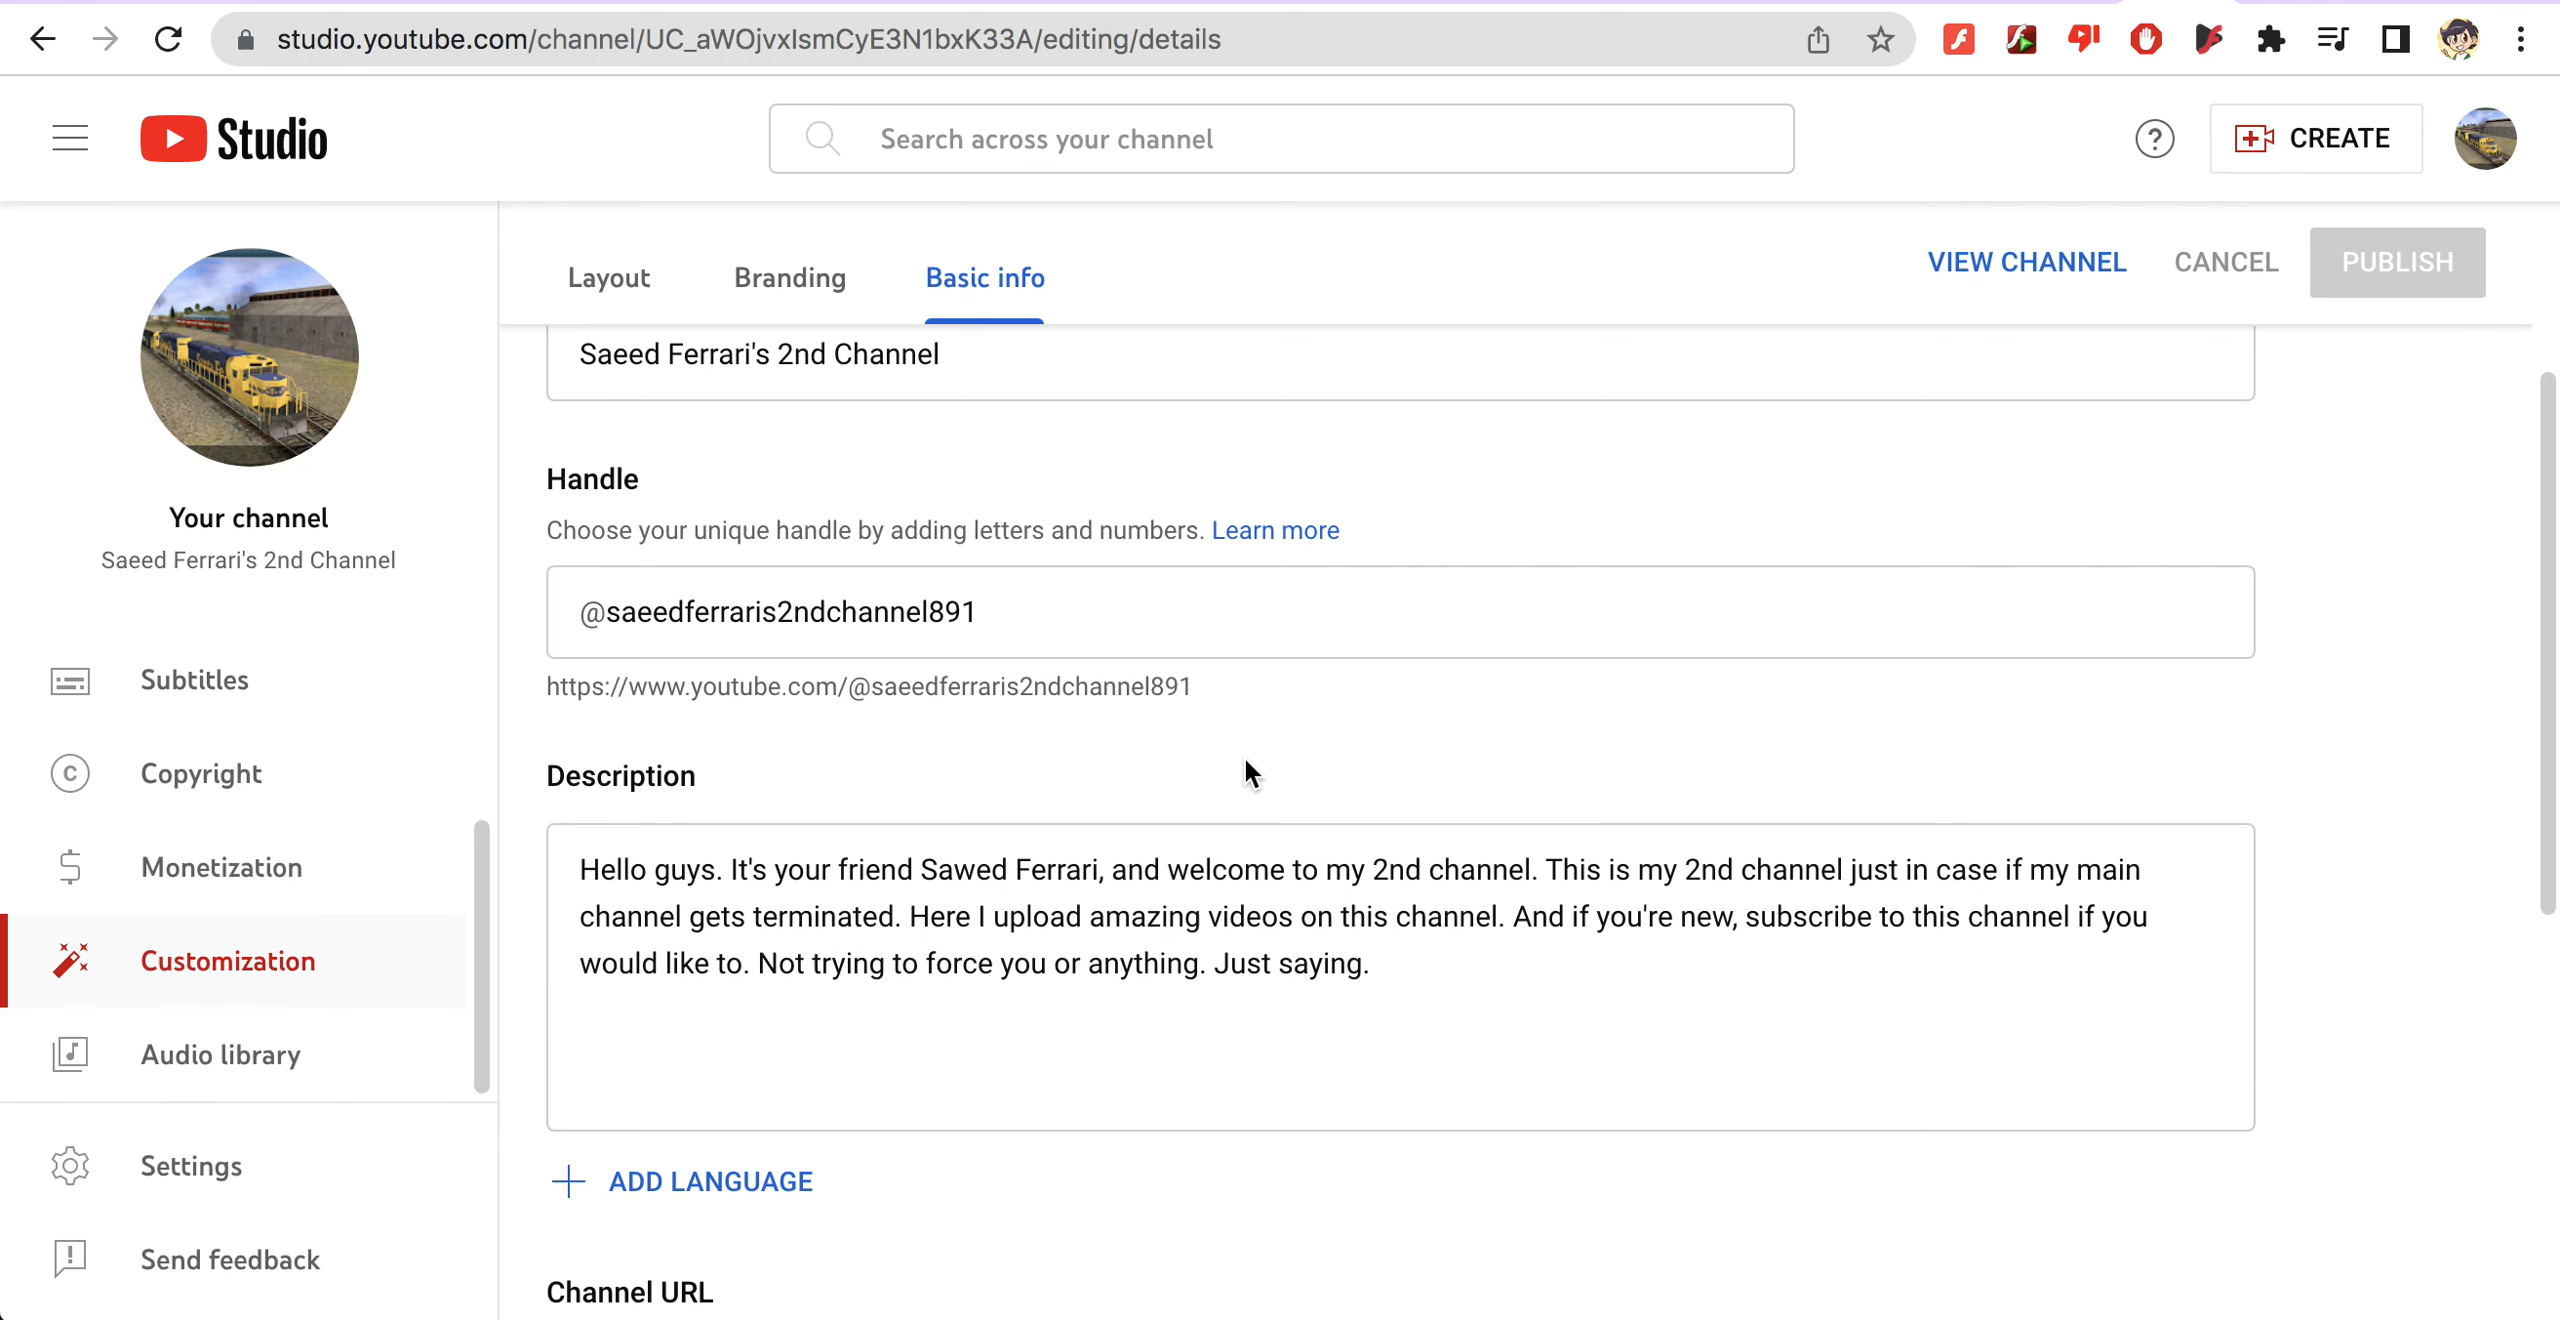 studio.youtube.com/channel/UC_aWOjvxIsmCyE3N1bxK33A/editing/details
Studio
Search across your channel
?
CREATE
Layout
Branding
Basic info
VIEW CHANNEL
CANCEL
PUBLISH
Saeed Ferrari's 2nd Channel
Your channel
Saeed Ferrari's 2nd Channel
Subtitles
Copyright
Monetization
Customization
Audio library
Settings
Send feedback
Handle
Choose your unique handle by adding letters and numbers. Learn more
@saeedferraris2ndchannel891
https://www.youtube.com/@saeedferraris2ndchannel891
Description
Hello guys. It's your friend Sawed Ferrari, and welcome to my 2nd channel. This is my 2nd channel just in case if my main
channel gets terminated. Here I upload amazing videos on this channel. And if you're new, subscribe to this channel if you
would like to. Not trying to force you or anything. Just saying.
ADD LANGUAGE
Channel URL